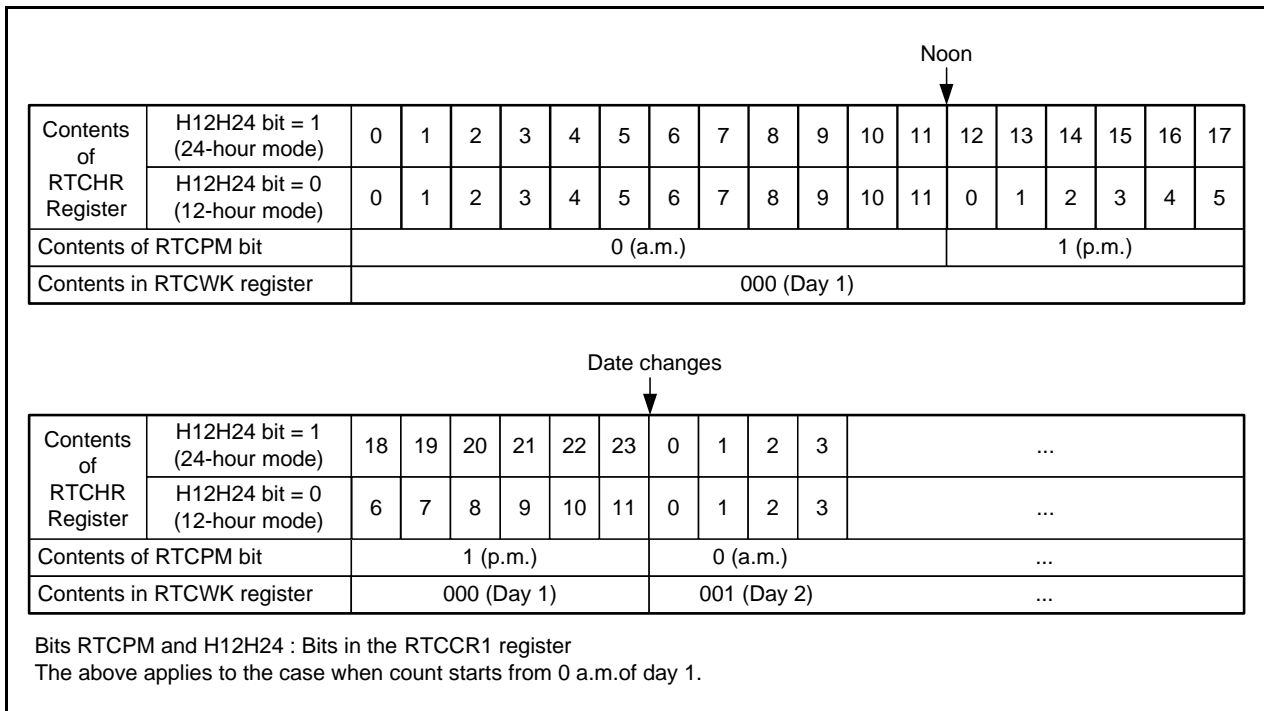 Noon
Contents of RTCHR Register
H12H24 bit = 1 (24-hour mode) 0 1 2 3 4 5 6 7 8 9 10 11 12 13 14 15 16 17
H12H24 bit = 0 (12-hour mode) 0 1 2 3 4 5 6 7 8 9 10 11 0 1 2 3 4 5
Contents of RTCPM bit 0 (a.m.) 1 (p.m.)
Contents in RTCWK register 000 (Day 1)
Date changes
Contents of RTCHR Register
H12H24 bit = 1 (24-hour mode) 18 19 20 21 22 23 0 1 2 3 ...
H12H24 bit = 0 (12-hour mode) 6 7 8 9 10 11 0 1 2 3 ...
Contents of RTCPM bit 1 (p.m.) 0 (a.m.) ...
Contents in RTCWK register 000 (Day 1) 001 (Day 2) ...
Bits RTCPM and H12H24 : Bits in the RTCCR1 register
The above applies to the case when count starts from 0 a.m.of day 1.